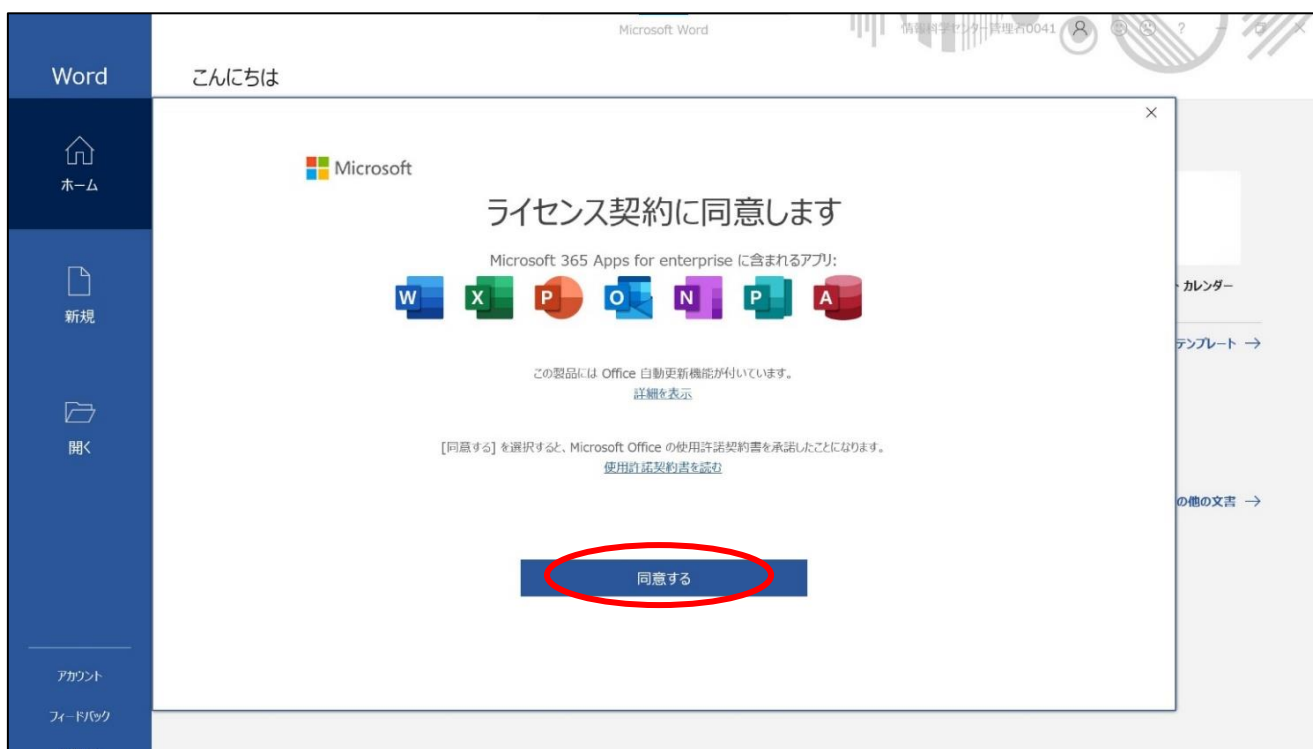 Microsoft Word
情報科学センター管理者0041
?
Word
こんにちは
ホーム
新規
開く
アカウント
フィードバック
Microsoft
ライセンス契約に同意します
Microsoft 365 Apps for enterprise に含まれるアプリ:
W X P O N P A
この製品には Office 自動更新機能が付いています。
詳細を表示
[同意する] を選択すると、Microsoft Office の使用許諾契約書を承諾したことになります。
使用許諾契約書を読む
同意する
カレンダー
テンプレート →
の他の文書 →